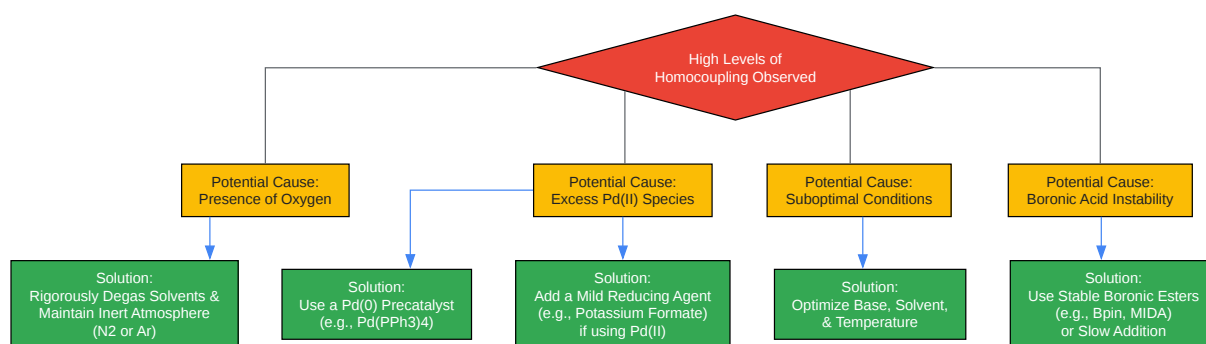 High Levels of
Homocoupling Observed
Potential Cause:
Presence of Oxygen
Potential Cause:
Excess Pd(II) Species
Potential Cause:
Suboptimal Conditions
Potential Cause:
Boronic Acid Instability
Solution:
Rigorously Degas Solvents &
Maintain Inert Atmosphere
(N2 or Ar)
Solution:
Use a Pd(0) Precatalyst
(e.g., Pd(PPh3)4)
Solution:
Add a Mild Reducing Agent
(e.g., Potassium Formate)
if using Pd(II)
Solution:
Optimize Base, Solvent,
& Temperature
Solution:
Use Stable Boronic Esters
(e.g., Bpin, MIDA)
or Slow Addition